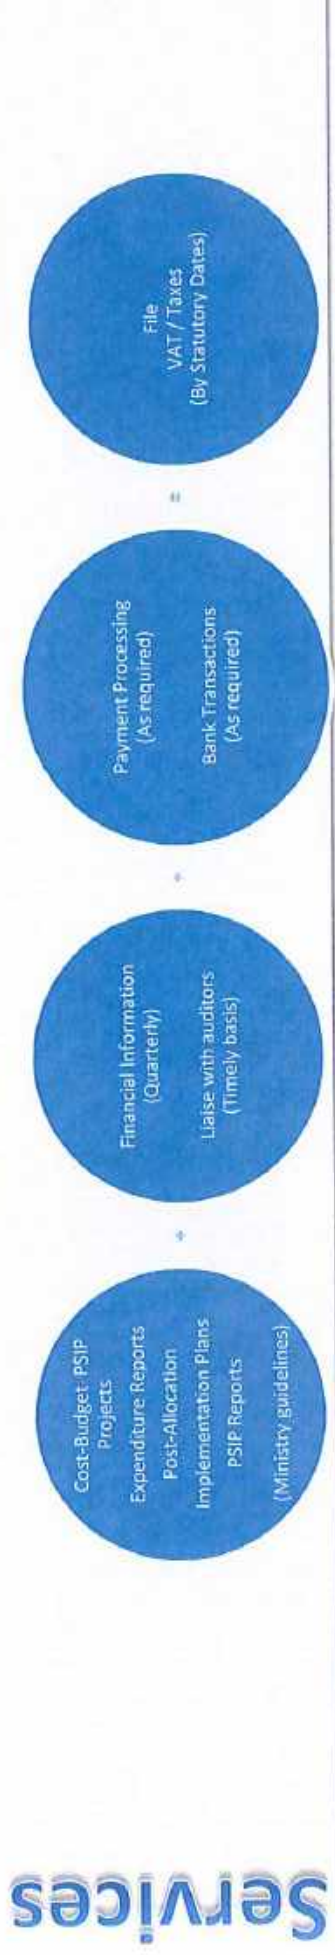 Services
Cost-Budget PSIP
Projects
Expenditure Reports
Post-Allocation
Implementation Plans
PSIP Reports
(Ministry guidelines)
+
Financial Information
(Quarterly)
Liaise with auditors
(Timely basis)
+
Payment Processing
(As required)
Bank Transactions
(As required)
=
File
VAT / Taxes
(By Statutory Dates)